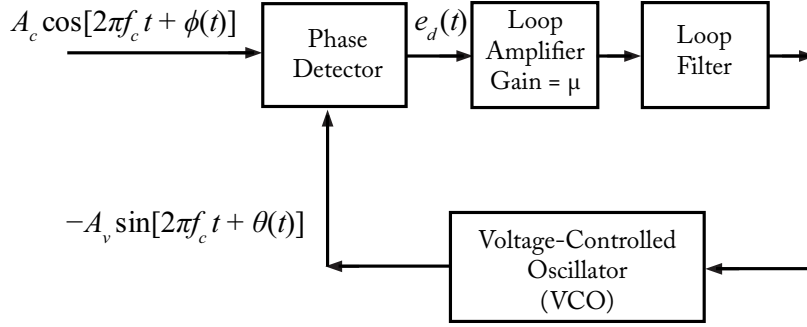 A_c cos[2πf_c t + ϕ(t)]
Phase
Detector
e_d(t)
Loop
Amplifier
Gain = μ
Loop
Filter
−A_v sin[2πf_c t + θ(t)]
Voltage-Controlled
Oscillator
(VCO)